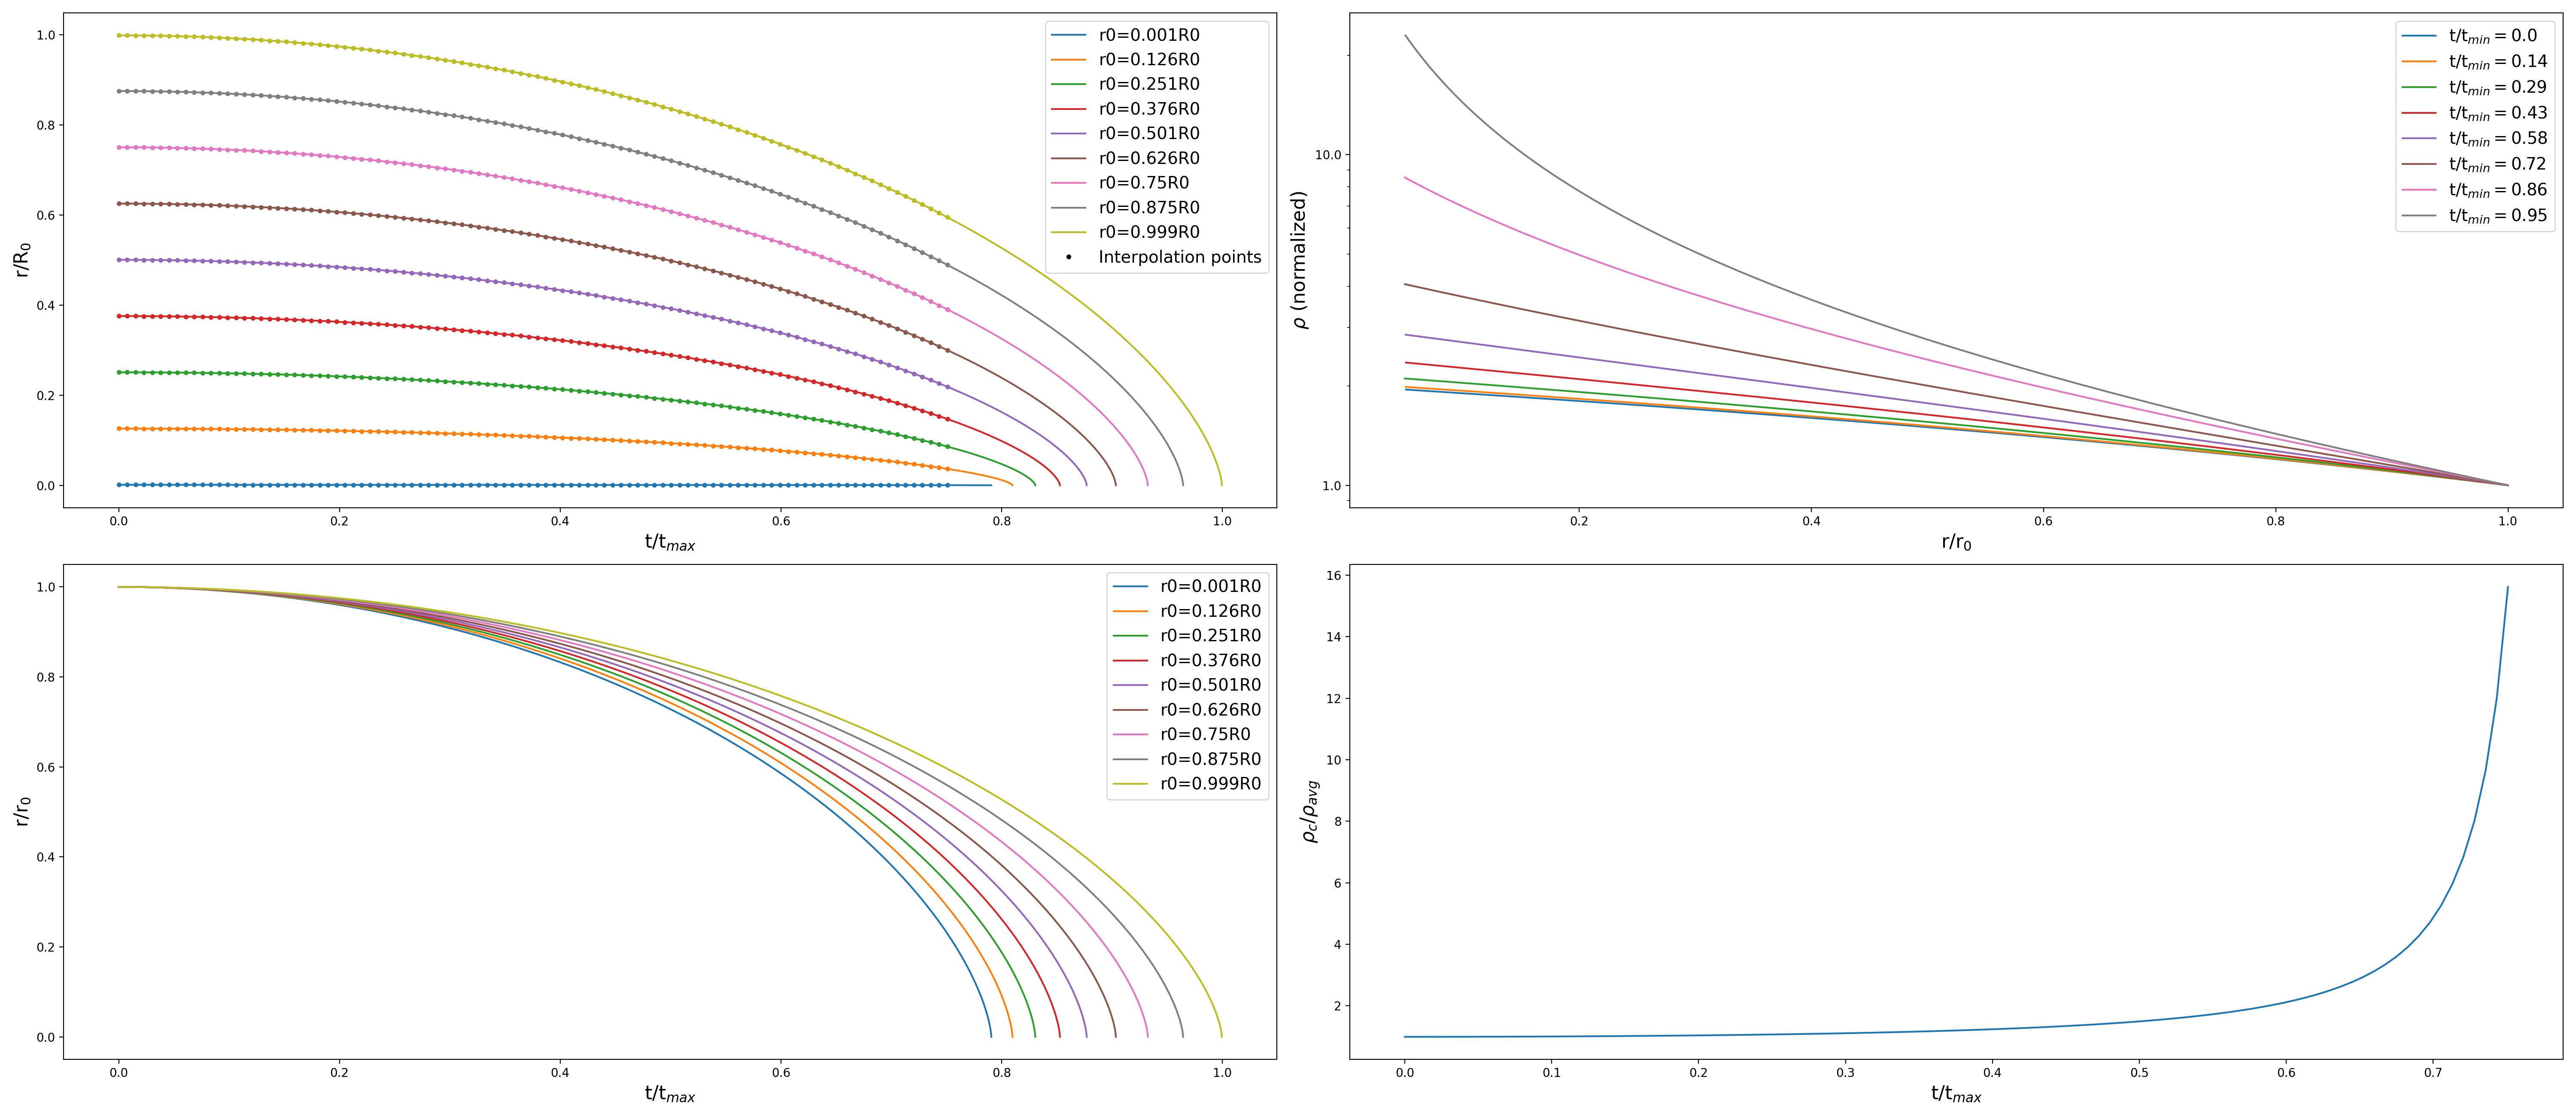 1.0
0.8
0.6
0.4
0.2
0.0
r/R₀
0.0 0.2 0.4 0.6 0.8 1.0
t/tₘₐₓ
r0=0.001R0
r0=0.126R0
r0=0.251R0
r0=0.376R0
r0=0.501R0
r0=0.626R0
r0=0.75R0
r0=0.875R0
r0=0.999R0
Interpolation points
10.0
1.0
ρ (normalized)
0.2 0.4 0.6 0.8 1.0
r/r₀
t/tₘᵢₙ = 0.0
t/tₘᵢₙ = 0.14
t/tₘᵢₙ = 0.29
t/tₘᵢₙ = 0.43
t/tₘᵢₙ = 0.58
t/tₘᵢₙ = 0.72
t/tₘᵢₙ = 0.86
t/tₘᵢₙ = 0.95
1.0
0.8
0.6
0.4
0.2
0.0
r/r₀
0.0 0.2 0.4 0.6 0.8 1.0
t/tₘₐₓ
r0=0.001R0
r0=0.126R0
r0=0.251R0
r0=0.376R0
r0=0.501R0
r0=0.626R0
r0=0.75R0
r0=0.875R0
r0=0.999R0
16
14
12
10
8
6
4
2
ρ_c/ρ_avg
0.0 0.1 0.2 0.3 0.4 0.5 0.6 0.7
t/tₘₐₓ